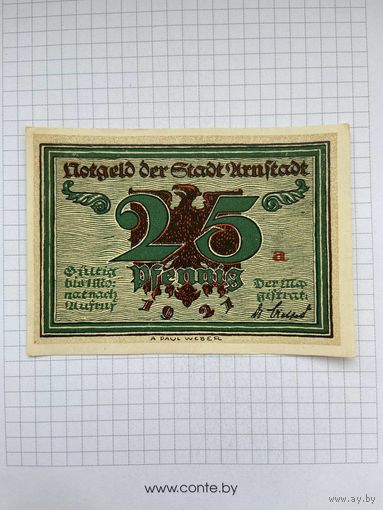 Notgeld der Stadt Arnstadt
25
a
Pfennig
Gültig
bis 1 Mo-
nat nach
Aufruf
Der Ma-
gistrat:
1921
A PAUL WEBER
www.conte.by
www.ay.by